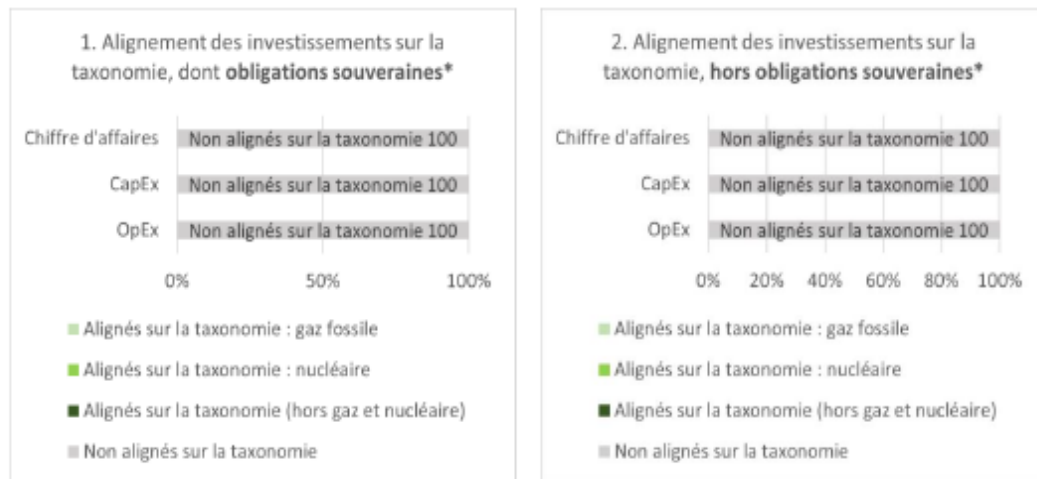 1. Alignement des investissements sur la
taxonomie, dont obligations souveraines*
Chiffre d'affaires
Non alignés sur la taxonomie 100
CapEx
Non alignés sur la taxonomie 100
OpEx
Non alignés sur la taxonomie 100
0% 50% 100%
Alignés sur la taxonomie : gaz fossile
Alignés sur la taxonomie : nucléaire
Alignés sur la taxonomie (hors gaz et nucléaire)
Non alignés sur la taxonomie
2. Alignement des investissements sur la
taxonomie, hors obligations souveraines*
Chiffre d'affaires
Non alignés sur la taxonomie 100
CapEx
Non alignés sur la taxonomie 100
OpEx
Non alignés sur la taxonomie 100
0% 20% 40% 60% 80% 100%
Alignés sur la taxonomie : gaz fossile
Alignés sur la taxonomie : nucléaire
Alignés sur la taxonomie (hors gaz et nucléaire)
Non alignés sur la taxonomie